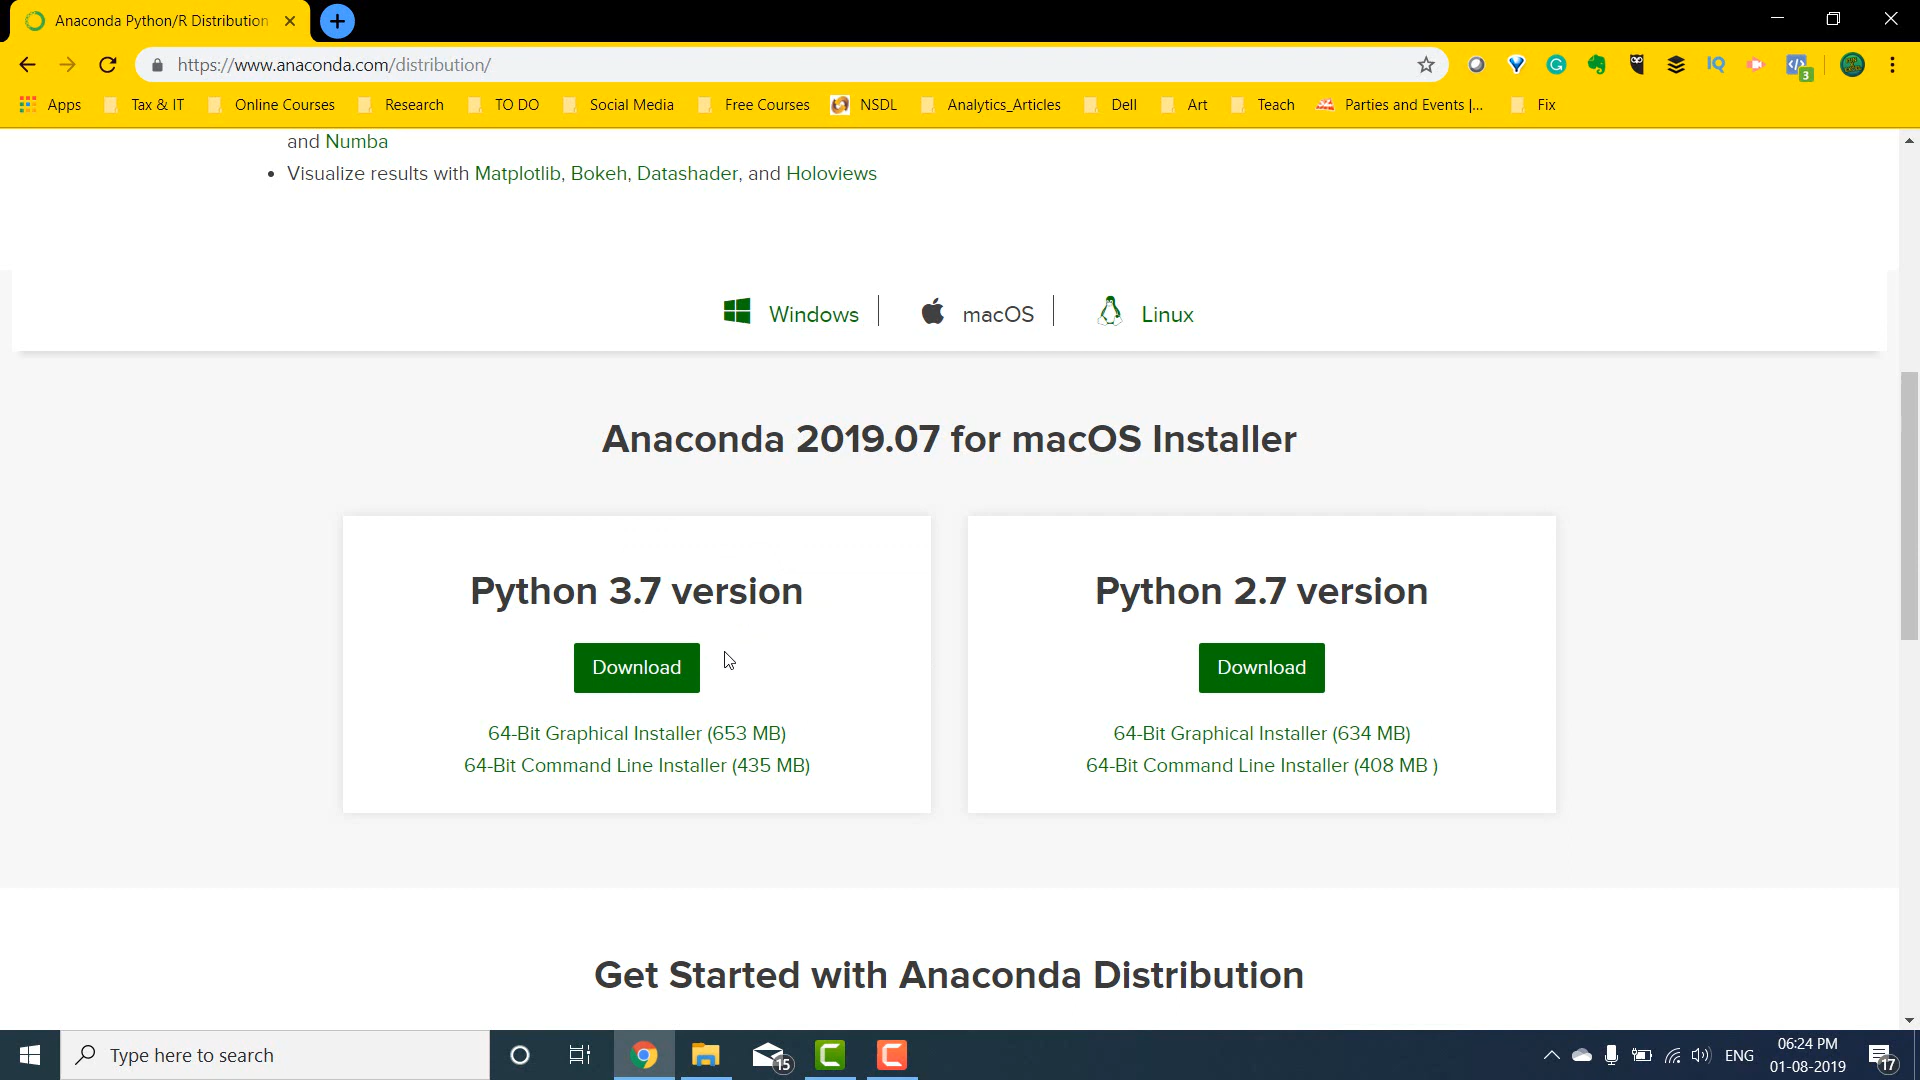 Anaconda Python/R Distribution
https://www.anaconda.com/distribution/
Apps Tax & IT Online Courses Research TO DO Social Media Free Courses NSDL Analytics_Articles Dell Art Teach Parties and Events |... Fix
and Numba
• Visualize results with Matplotlib, Bokeh, Datashader, and Holoviews
Windows macOS Linux
Anaconda 2019.07 for macOS Installer
Python 3.7 version
Download
64-Bit Graphical Installer (653 MB)
64-Bit Command Line Installer (435 MB)
Python 2.7 version
Download
64-Bit Graphical Installer (634 MB)
64-Bit Command Line Installer (408 MB )
Get Started with Anaconda Distribution
Type here to search
15
ENG
06:24 PM
01-08-2019
17
G
IQ
3